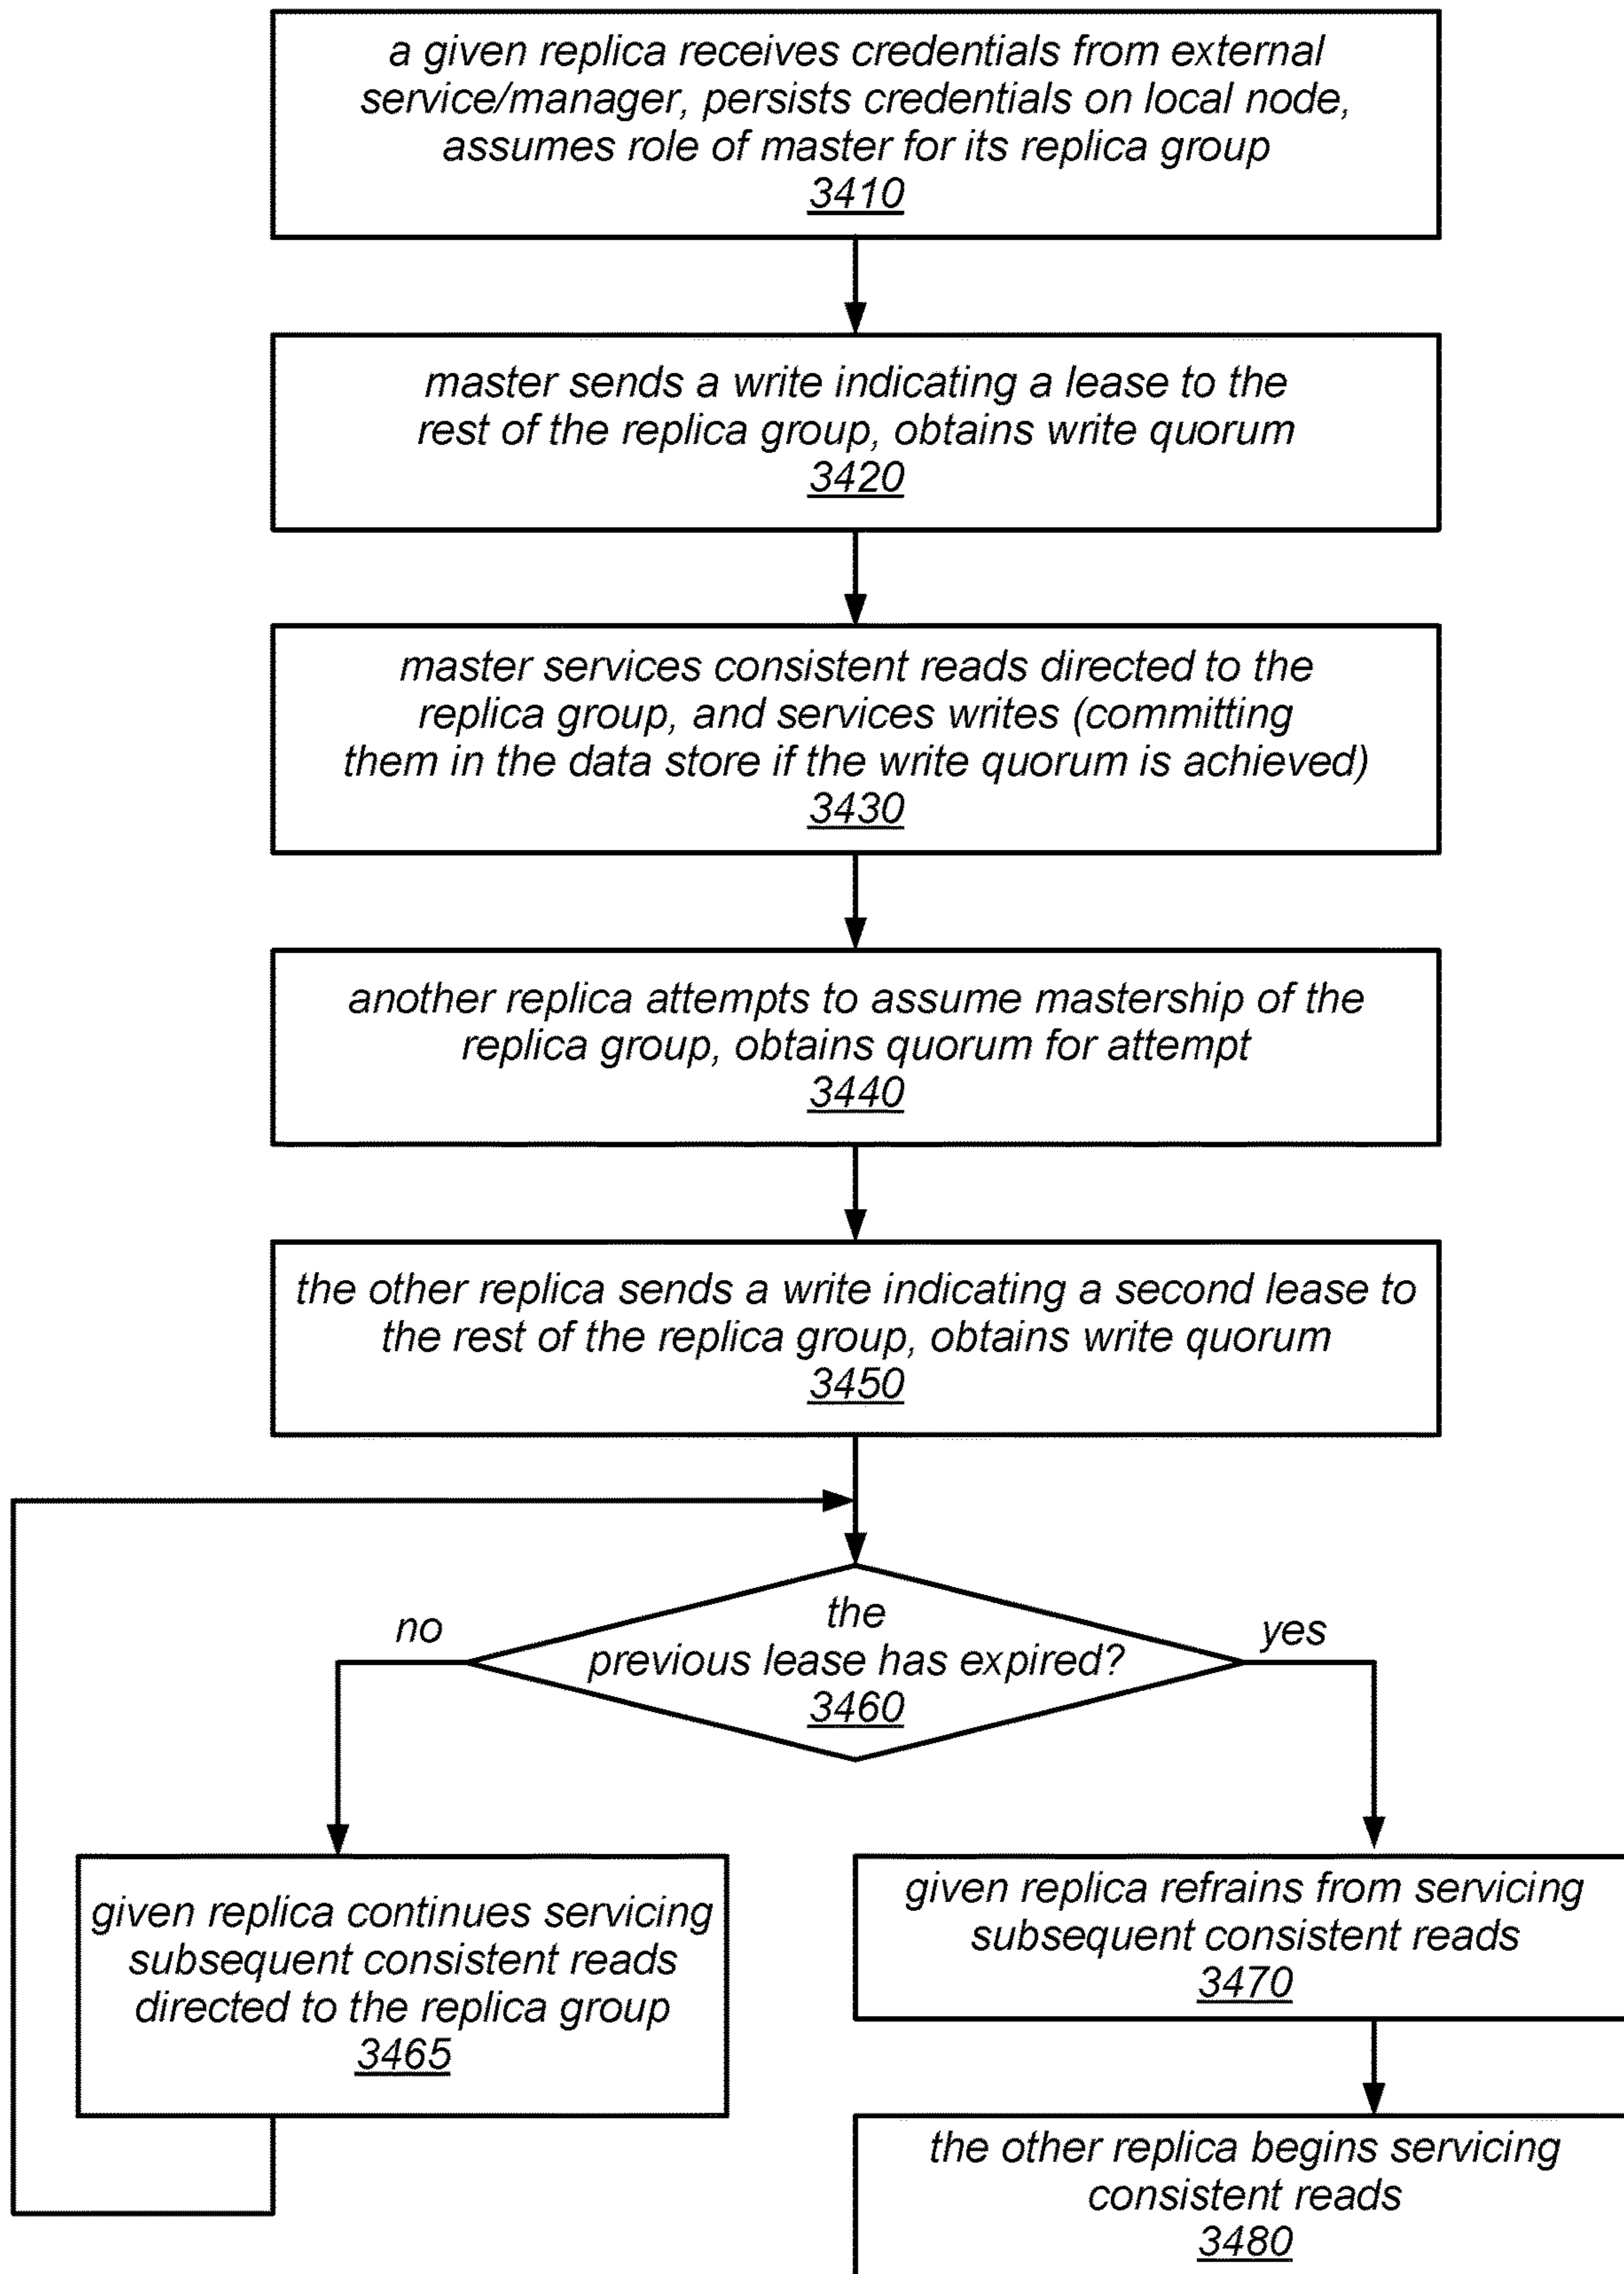 a given replica receives credentials from external
service/manager, persists credentials on local node,
assumes role of master for its replica group
3410
master sends a write indicating a lease to the
rest of the replica group, obtains write quorum
3420
master services consistent reads directed to the
replica group, and services writes (committing
them in the data store if the write quorum is achieved)
3430
another replica attempts to assume mastership of the
replica group, obtains quorum for attempt
3440
the other replica sends a write indicating a second lease to
the rest of the replica group, obtains write quorum
3450
no
the
previous lease has expired?
3460
yes
given replica continues servicing
subsequent consistent reads
directed to the replica group
3465
given replica refrains from servicing
subsequent consistent reads
3470
the other replica begins servicing
consistent reads
3480